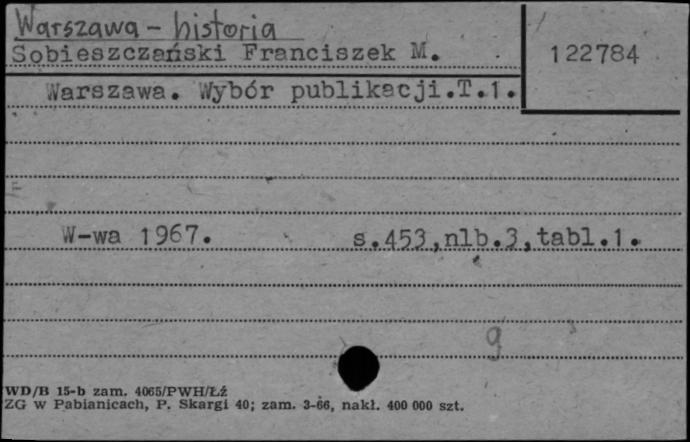 Warszawa - historia
Sobieszczański Franciszek M.
122784
Warszawa. Wybór publikacji.T.1.
W-wa 1967. s.453,nlb.3,tabl.1.
g
WD/B 15-b zam. 4065/PWH/Łź
ZG w Pabianicach, P. Skargi 40; zam. 3-66, nakł. 400 000 szt.